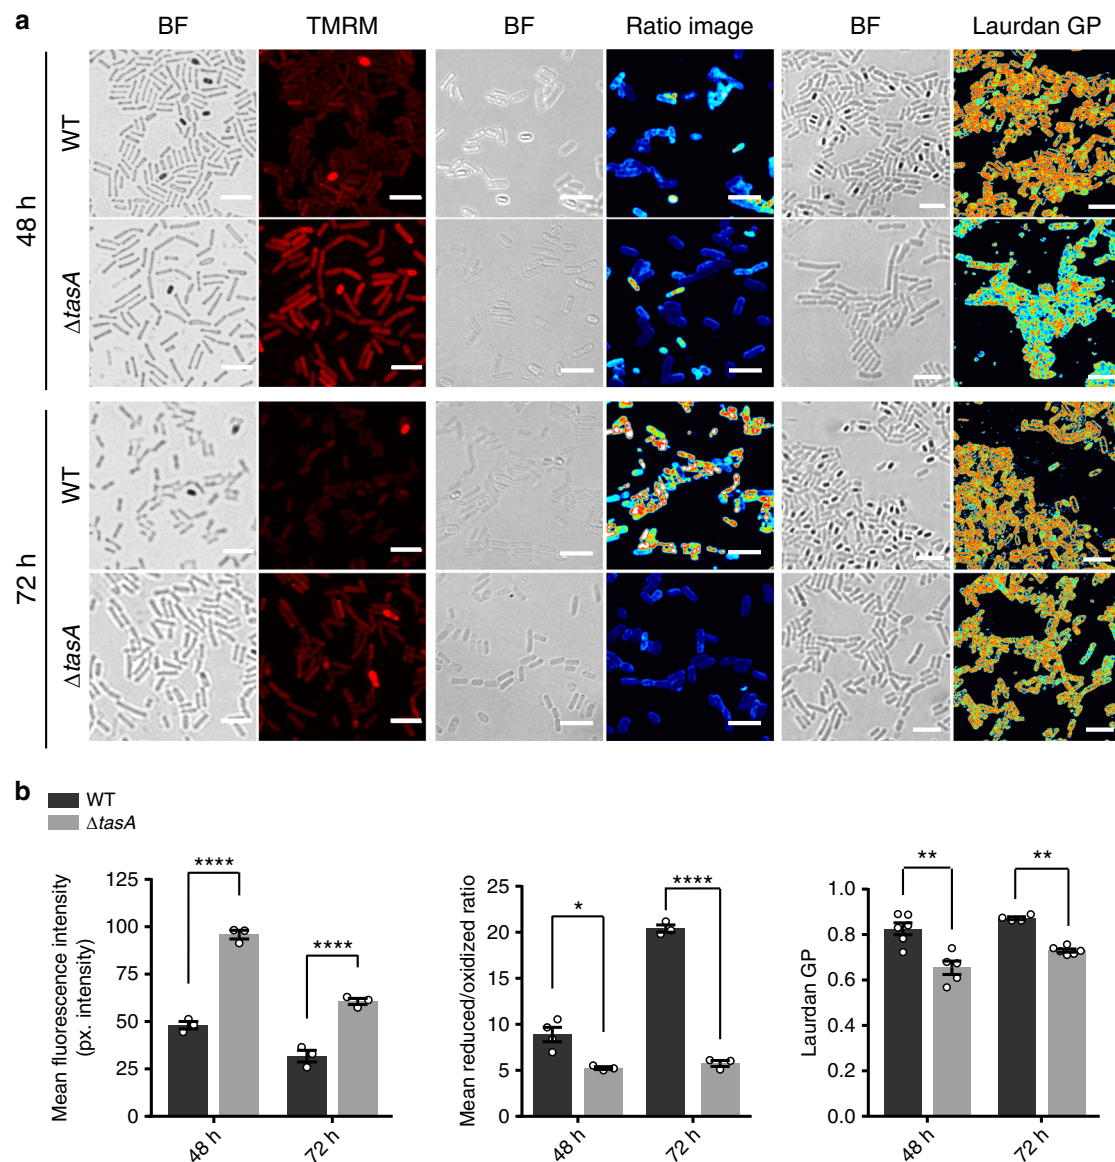 a
BF TMRM BF Ratio image BF Laurdan GP
48 h
WT
ΔtasA
72 h
WT
ΔtasA
b
WT
ΔtasA
Mean fluorescence intensity
(px. intensity)
125
100
75
50
25
0
****
****
48 h
72 h
Mean reduced/oxidized ratio
25
20
15
10
5
0
*
****
48 h
72 h
Laurdan GP
1.0
0.8
0.6
0.4
0.2
0.0
**
**
48 h
72 h